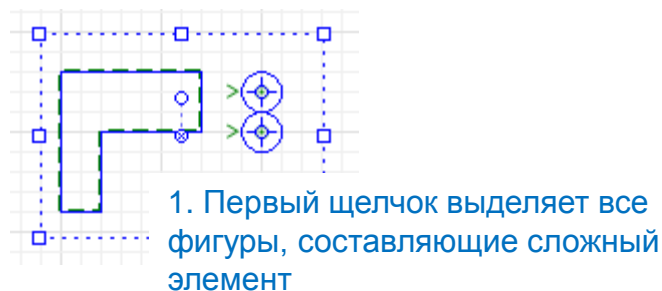 1. Первый щелчок выделяет все
фигуры, составляющие сложный
элемент